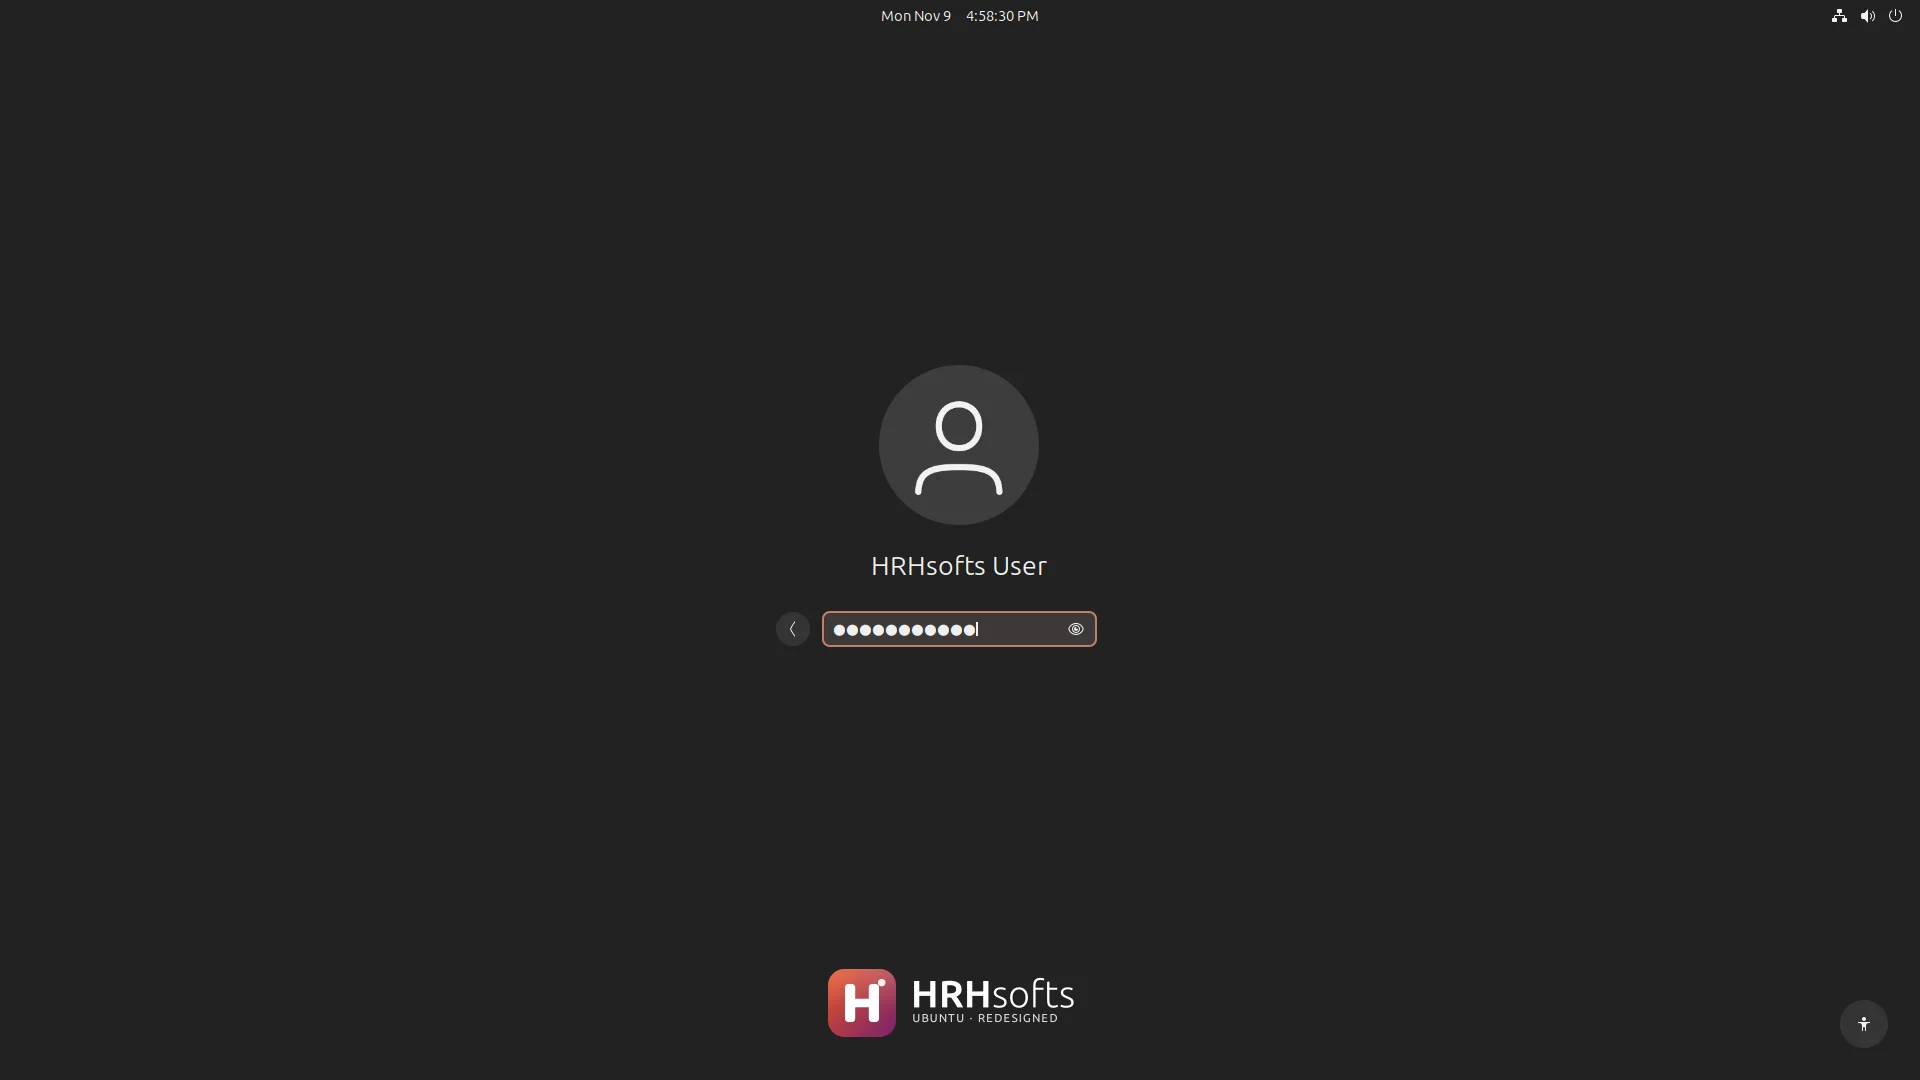 Mon Nov 9 4:58:30 PM
HRHsofts User
H
HRHsofts
UBUNTU · REDESIGNED